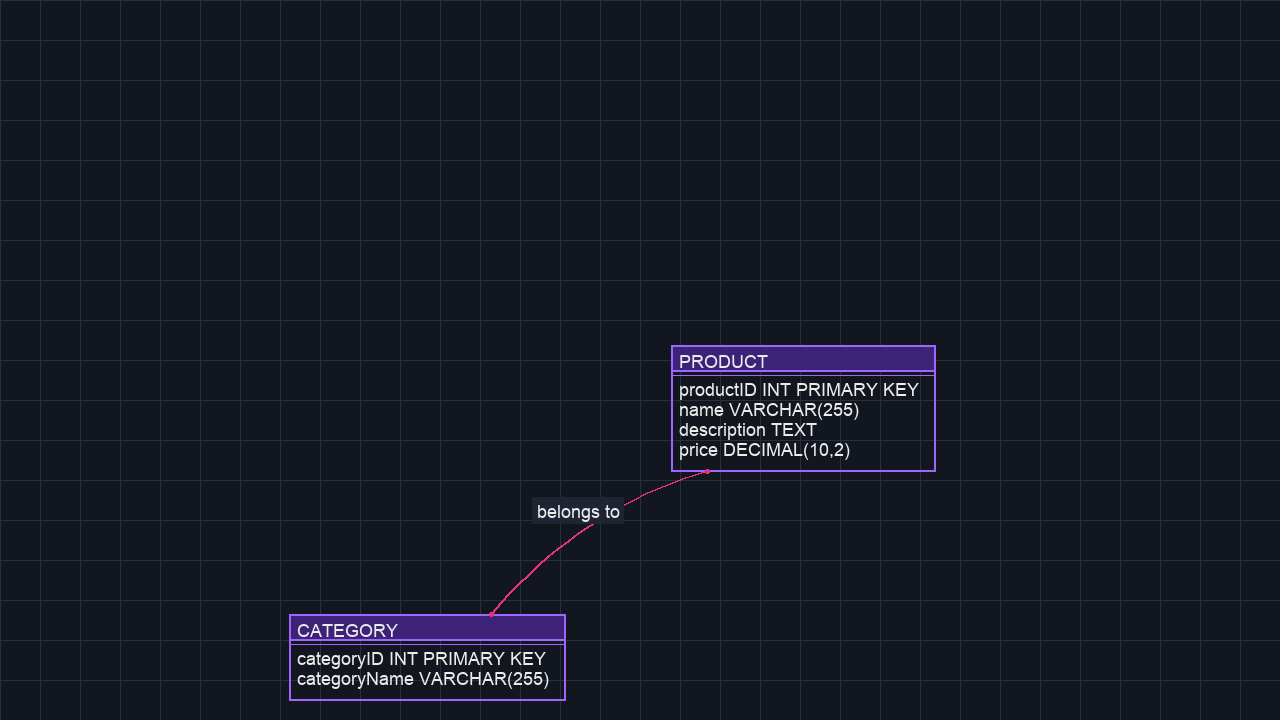 PRODUCT
productID INT PRIMARY KEY
name VARCHAR(255)
description TEXT
price DECIMAL(10,2)
belongs to
CATEGORY
categoryID INT PRIMARY KEY
categoryName VARCHAR(255)